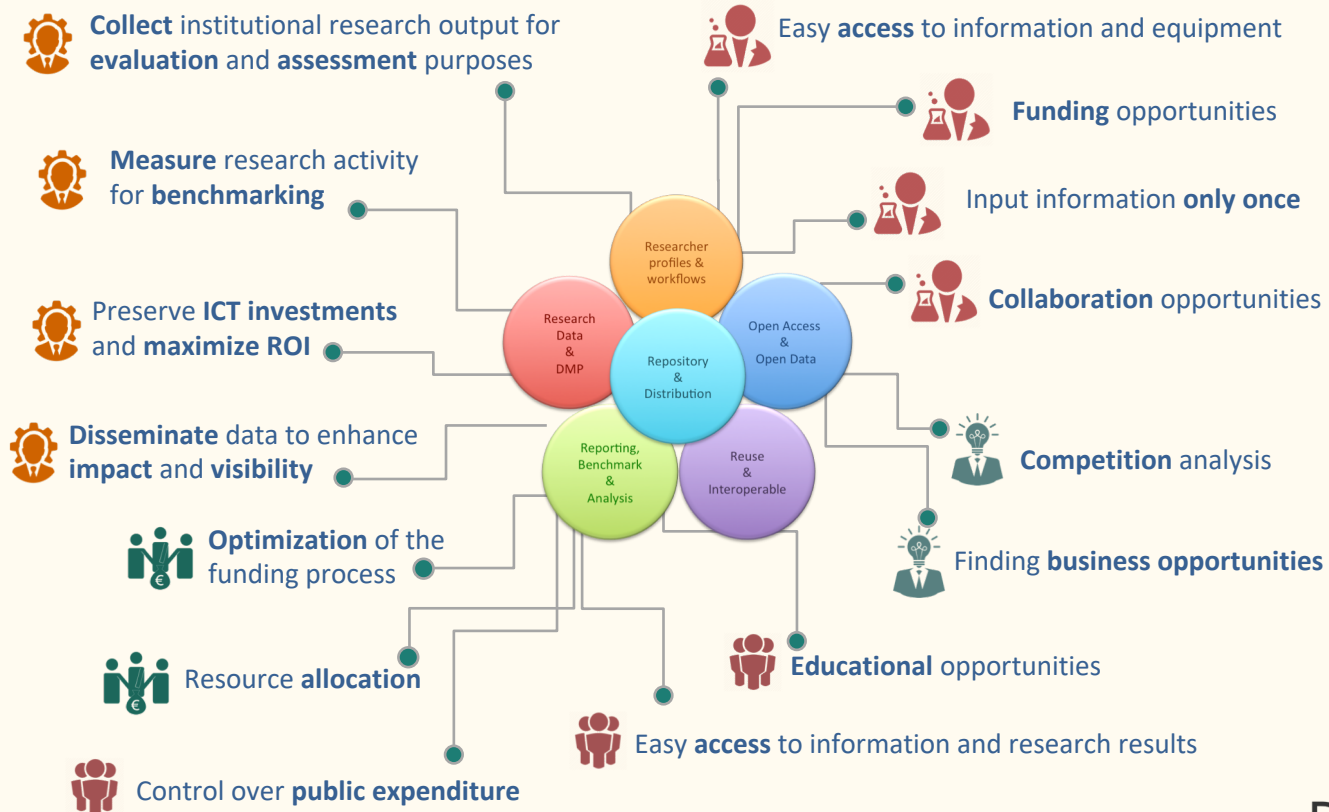 Collect institutional research output for
evaluation and assessment purposes
Easy access to information and equipment
Funding opportunities
Measure research activity
for benchmarking
Input information only once
Researcher
profiles &
workflows
Preserve ICT investments
and maximize ROI
Collaboration opportunities
Research
Data
&
DMP
Open Access
&
Open Data
Repository
&
Distribution
Disseminate data to enhance
impact and visibility
Reporting,
Benchmark
&
Analysis
Reuse
&
Interoperable
Competition analysis
Optimization of the
funding process
€
Finding business opportunities
Resource allocation
€
Educational opportunities
Easy access to information and research results
Control over public expenditure